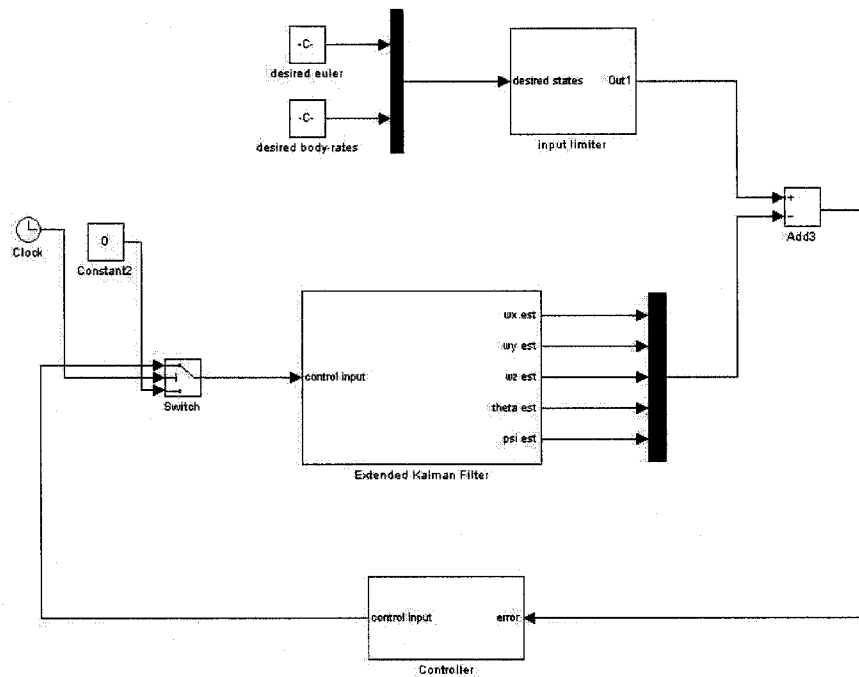 -C-
desired euler
-C-
desired body-rates
desired states
Out1
input limiter
+
−
Add3
Clock
0
Constant2
Switch
control input
wx est
wy est
wz est
theta est
psi est
Extended Kalman Filter
control input
error
Controller